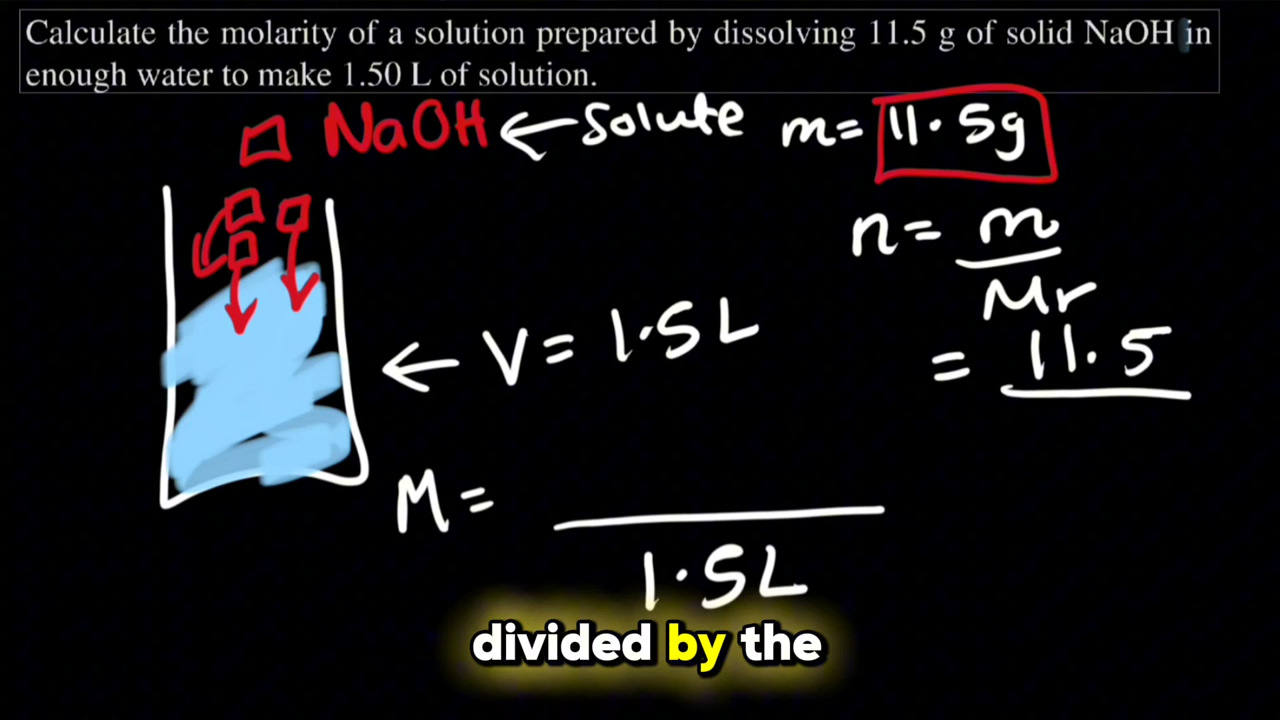 Calculate the molarity of a solution prepared by dissolving 11.5 g of solid NaOH in
enough water to make 1.50 L of solution.
NaOH ← Solute m= 11.5g
n= m
Mr
= 11.5
← V= 1.5L
M=
1.5L
divided by the